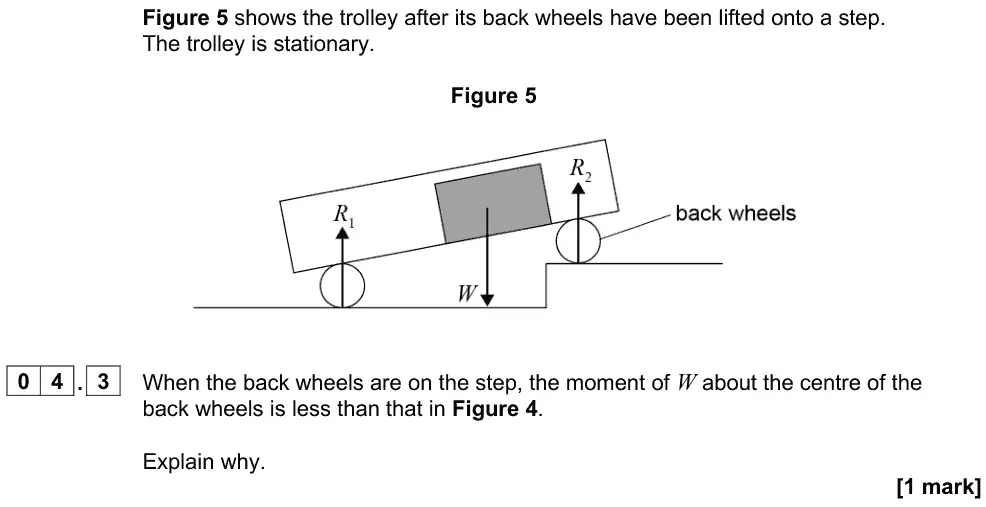 Figure 5 shows the trolley after its back wheels have been lifted onto a step.
The trolley is stationary.
Figure 5
R₂
R₁
back wheels
W
0 4 . 3 When the back wheels are on the step, the moment of W about the centre of the
back wheels is less than that in Figure 4.
Explain why.
[1 mark]